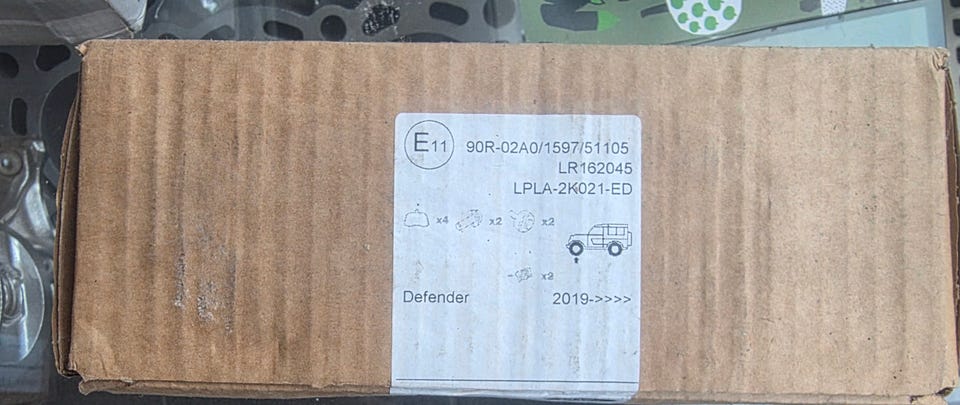 E11 90R-02A0/1597/51105
LR162045
LPLA-2K021-ED
x4 x2 x2
x2
Defender 2019->>>>